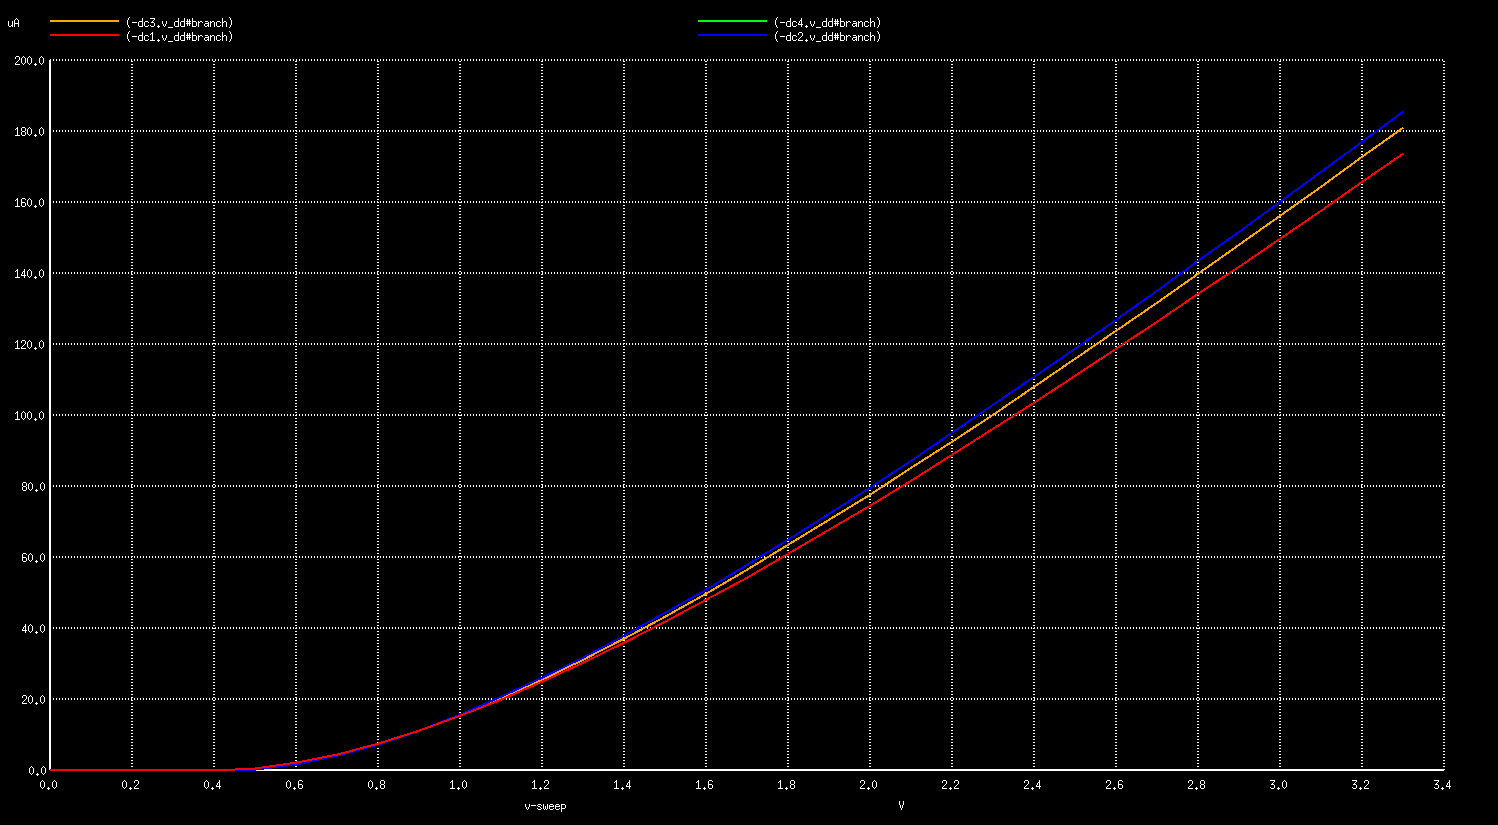 uA
(-dc3.v_dd#branch) (-dc4.v_dd#branch)
(-dc1.v_dd#branch) (-dc2.v_dd#branch)
200.0
180.0
160.0
140.0
120.0
100.0
80.0
60.0
40.0
20.0
0.0
0.0 0.2 0.4 0.6 0.8 1.0 1.2 1.4 1.6 1.8 2.0 2.2 2.4 2.6 2.8 3.0 3.2 3.4
v-sweep V